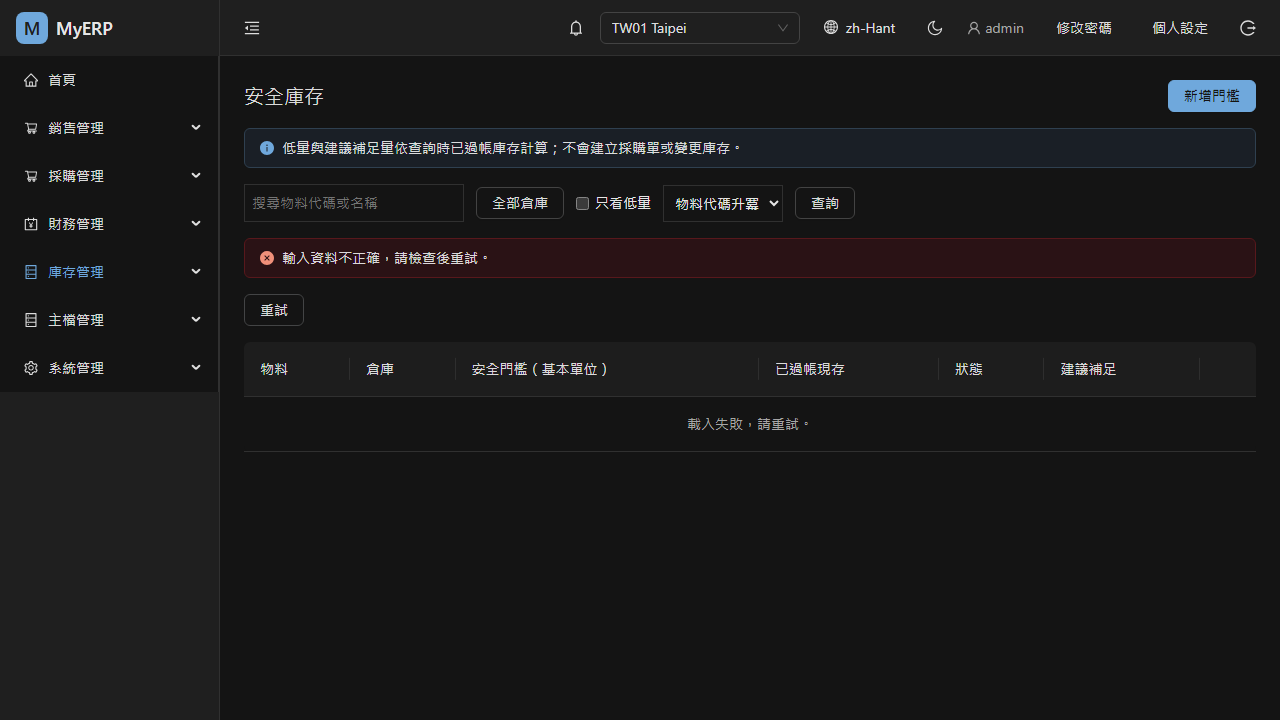 M MyERP
TW01 Taipei
zh-Hant
admin
修改密碼
個人設定
首頁
銷售管理
採購管理
財務管理
庫存管理
主檔管理
系統管理
安全庫存
新增門檻
低量與建議補足量依查詢時已過帳庫存計算；不會建立採購單或變更庫存。
搜尋物料代碼或名稱 全部倉庫 只看低量 物料代碼升冪 查詢
輸入資料不正確，請檢查後重試。
重試
物料 倉庫 安全門檻（基本單位） 已過帳現存 狀態 建議補足
載入失敗，請重試。